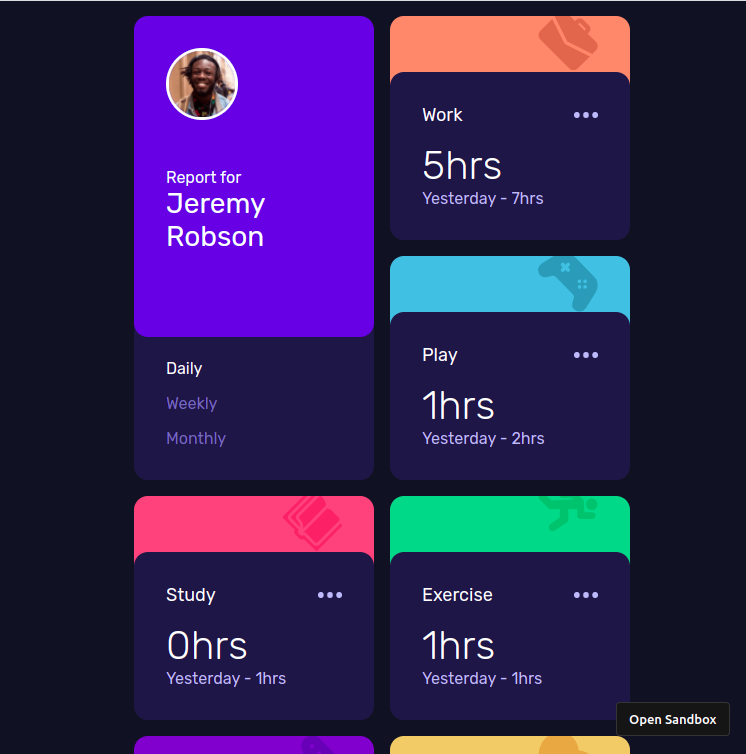 Report for
Jeremy
Robson
Daily
Weekly
Monthly
Work
5hrs
Yesterday - 7hrs
Play
1hrs
Yesterday - 2hrs
Study
0hrs
Yesterday - 1hrs
Exercise
1hrs
Yesterday - 1hrs
Open Sandbox